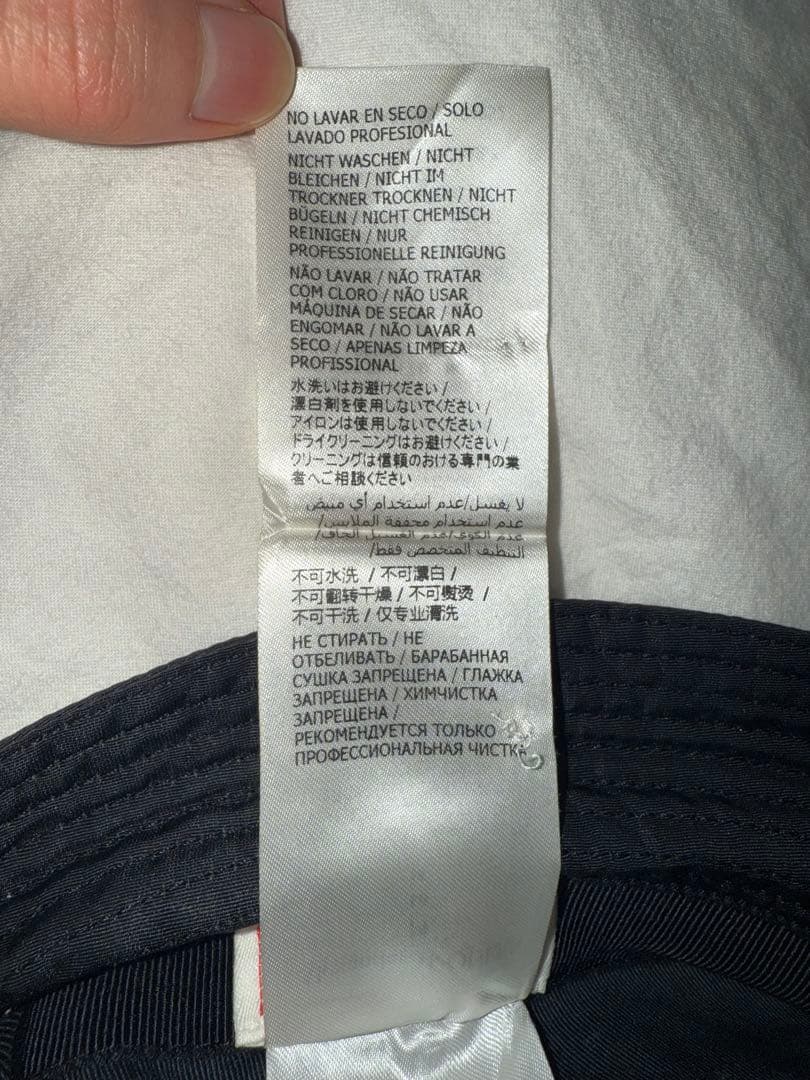 NO LAVAR EN SECO / SOLO
LAVADO PROFESIONAL
NICHT WASCHEN / NICHT
BLEICHEN / NICHT IM
TROCKNER TROCKNEN / NICHT
BÜGELN / NICHT CHEMISCH
REINIGEN / NUR
PROFESSIONELLE REINIGUNG
NÃO LAVAR / NÃO TRATAR
COM CLORO / NÃO USAR
MÁQUINA DE SECAR / NÃO
ENGOMAR / NÃO LAVAR A
SECO / APENAS LIMPEZA
PROFISSIONAL
水洗いはお避けください /
漂白剤を使用しないでください /
アイロンは使用しないでください /
ドライクリーニングはお避けください /
クリーニングは信頼のおける専門の業
者へご相談ください
لا يغسل/عدم استخدام أي مبيض
عدم استخدام مجففة الملابس/
عدم الكوي/عدم الغسيل الجاف/
التنظيف المتخصص فقط/
不可水洗 / 不可漂白 /
不可翻转干燥 / 不可熨烫 /
不可干洗 / 仅专业清洗
НЕ СТИРАТЬ / НЕ
ОТБЕЛИВАТЬ / БАРАБАННАЯ
СУШКА ЗАПРЕЩЕНА / ГЛАЖКА
ЗАПРЕЩЕНА / ХИМЧИСТКА
ЗАПРЕЩЕНА /
РЕКОМЕНДУЕТСЯ ТОЛЬКО
ПРОФЕССИОНАЛЬНАЯ ЧИСТКА